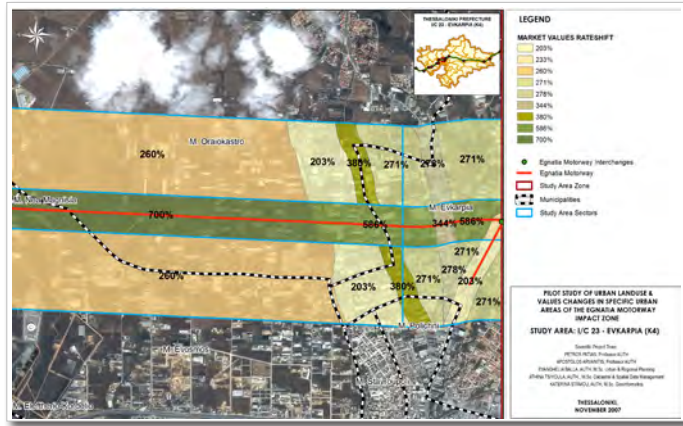 THESSALONIKI PREFECTURE
I/C 23 - EVKARPIA (K4)
LEGEND
MARKET VALUES RATESHIFT
203%
233%
260%
271%
278%
344%
380%
586%
700%
Egnatia Motorway Interchanges
Egnatia Motorway
Study Area Zone
Municipalities
Study Area Sectors
M. Oraiokastro
260%
203%
380%
271%
278%
271%
M. Evkarpia
700%
586%
344%
586%
271%
260%
203%
380%
271%
278%
203%
271%
M. Evosmos
PILOT STUDY OF URBAN LANDUSE &
VALUES CHANGES IN SPECIFIC URBAN
AREAS OF THE EGNATIA MOTORWAY
IMPACT ZONE
STUDY AREA: I/C 23 - EVKARPIA (K4)
THESSALONIKI,
NOVEMBER 2007